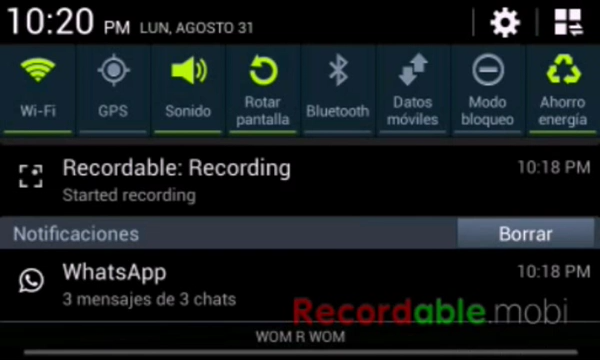 10:20 PM LUN, AGOSTO 31
Wi-Fi GPS Sonido Rotar pantalla Bluetooth Datos móviles Modo bloqueo Ahorro energía
Recordable: Recording 10:18 PM
Started recording
Notificaciones Borrar
WhatsApp 10:18 PM
3 mensajes de 3 chats
Recordable.mobi
WOM R WOM